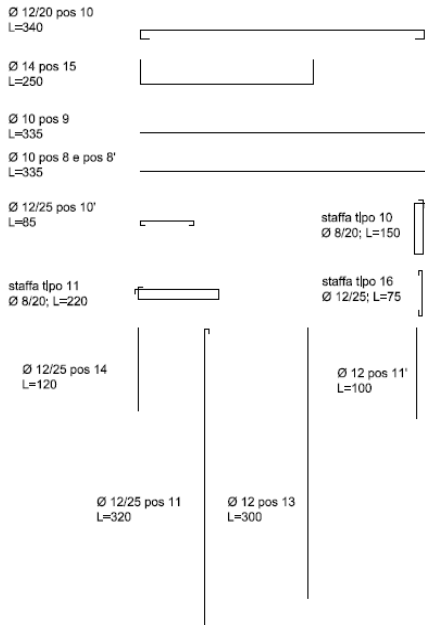 Ø 12/20 pos 10
L=340
Ø 14 pos 15
L=250
Ø 10 pos 9
L=335
Ø 10 pos 8 e pos 8'
L=335
Ø 12/25 pos 10'
L=85
staffa tipo 10
Ø 8/20; L=150
staffa tipo 11
Ø 8/20; L=220
staffa tipo 16
Ø 12/25; L=75
Ø 12/25 pos 14
L=120
Ø 12 pos 11'
L=100
Ø 12/25 pos 11
L=320
Ø 12 pos 13
L=300